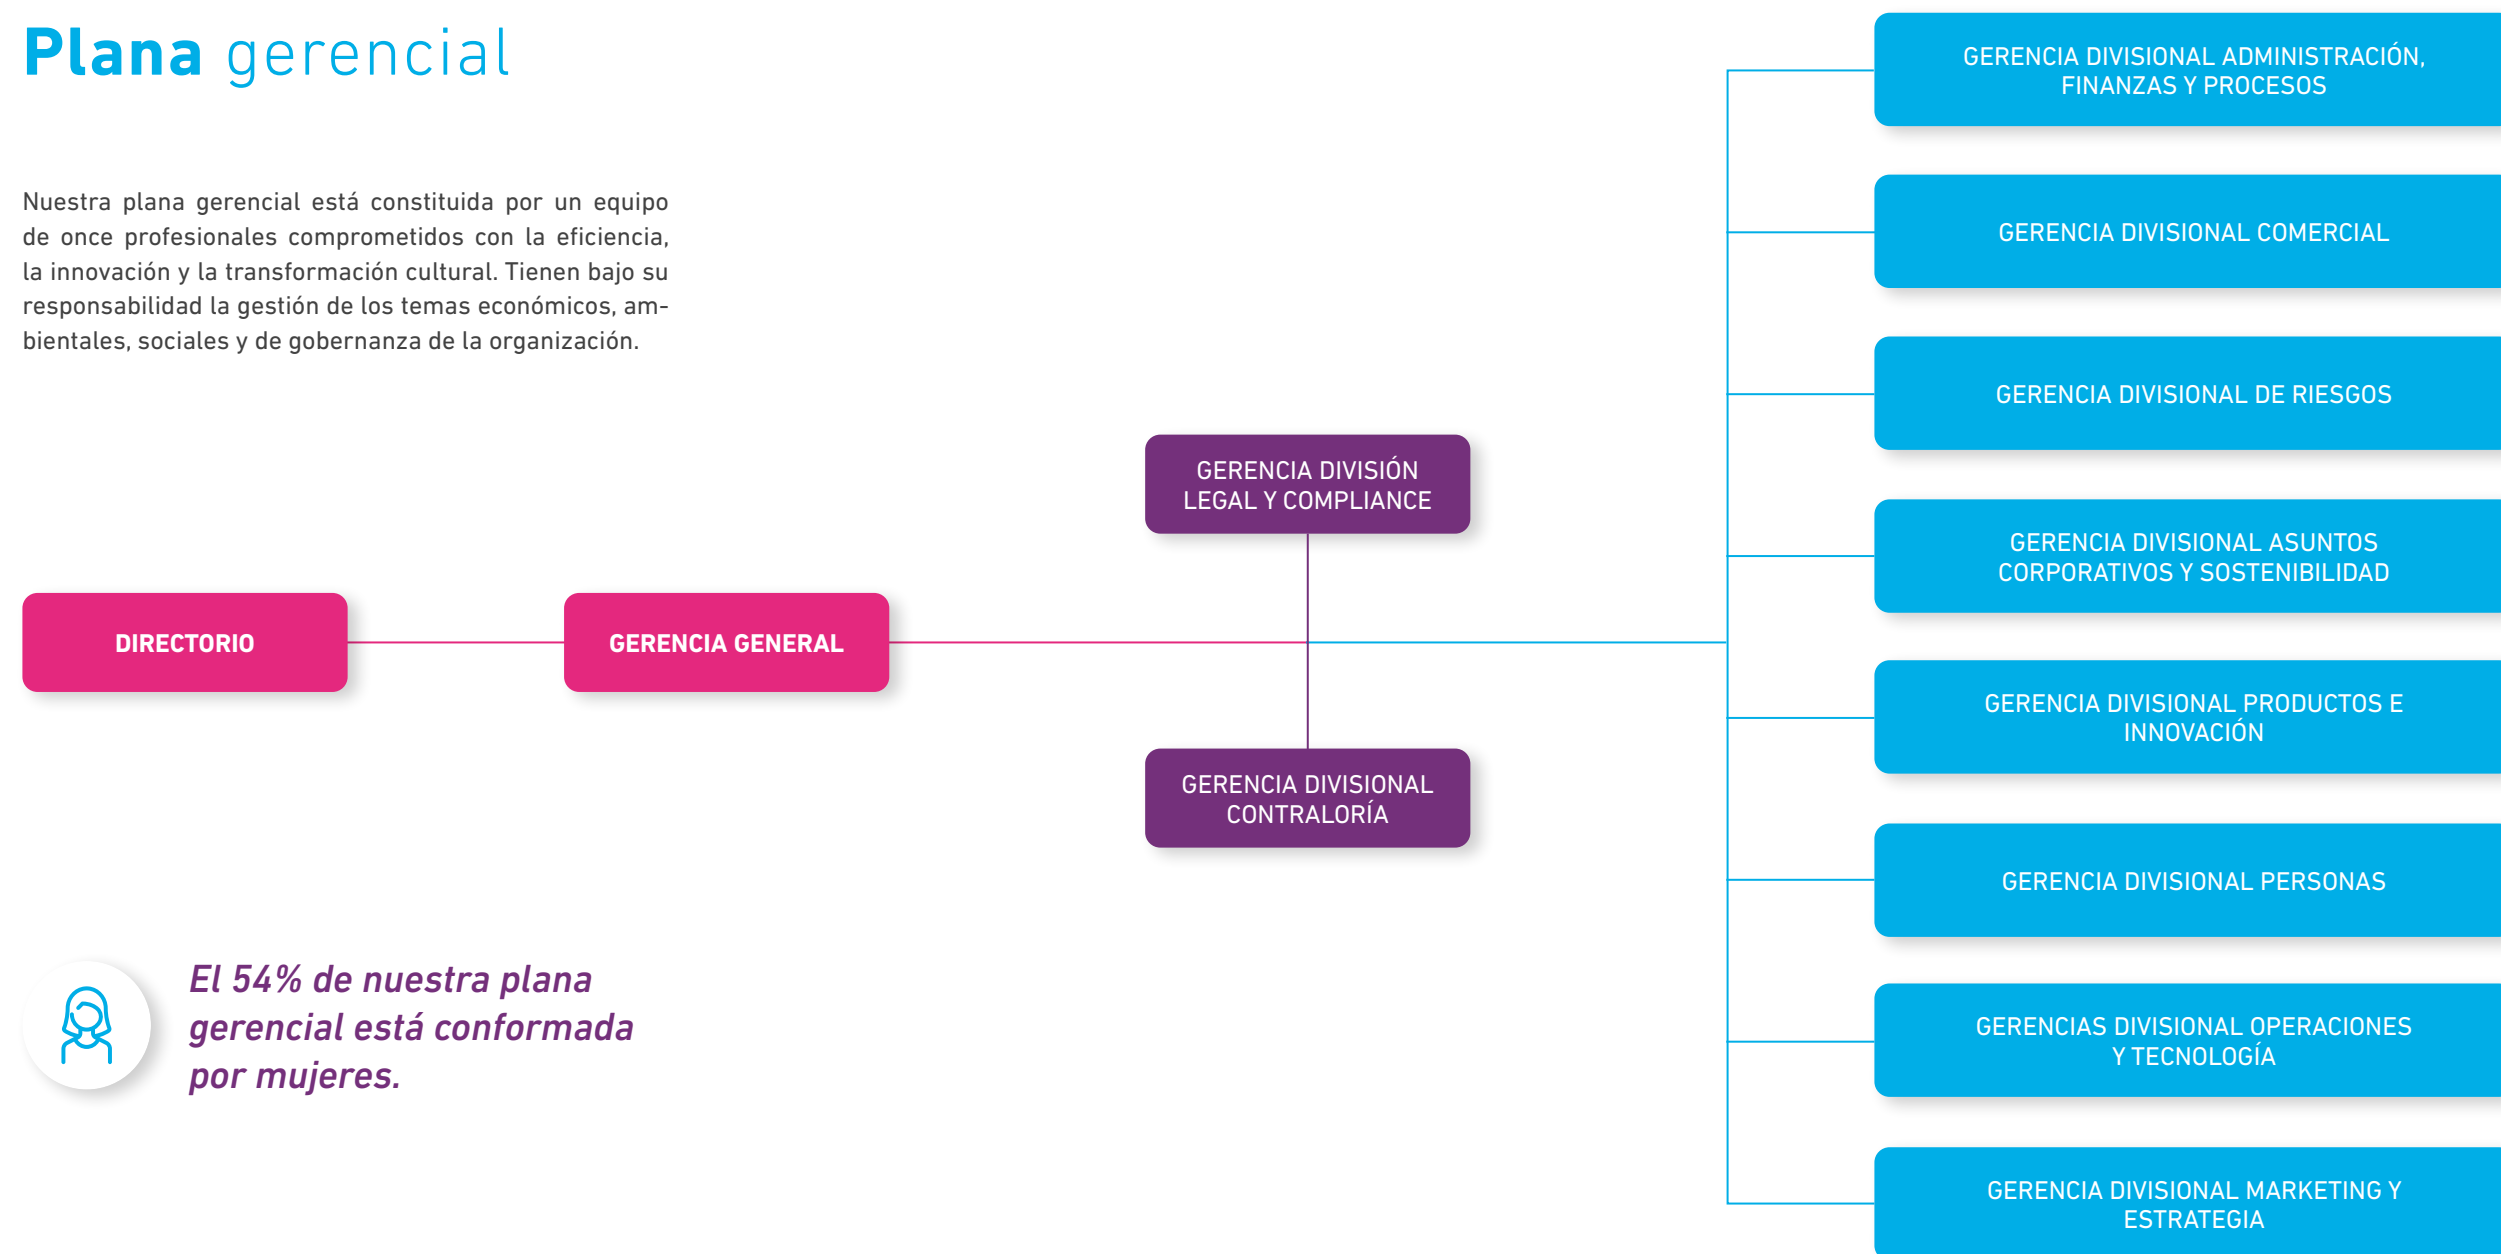 Plana gerencial
Nuestra plana gerencial está constituida por un equipo
de once profesionales comprometidos con la eficiencia,
la innovación y la transformación cultural. Tienen bajo su
responsabilidad la gestión de los temas económicos, am-
bientales, sociales y de gobernanza de la organización.
DIRECTORIO
GERENCIA GENERAL
GERENCIA DIVISIÓN
LEGAL Y COMPLIANCE
GERENCIA DIVISIONAL
CONTRALORÍA
GERENCIA DIVISIONAL ADMINISTRACIÓN,
FINANZAS Y PROCESOS
GERENCIA DIVISIONAL COMERCIAL
GERENCIA DIVISIONAL DE RIESGOS
GERENCIA DIVISIONAL ASUNTOS
CORPORATIVOS Y SOSTENIBILIDAD
GERENCIA DIVISIONAL PRODUCTOS E
INNOVACIÓN
GERENCIA DIVISIONAL PERSONAS
GERENCIAS DIVISIONAL OPERACIONES
Y TECNOLOGÍA
GERENCIA DIVISIONAL MARKETING Y
ESTRATEGIA
El 54% de nuestra plana
gerencial está conformada
por mujeres.